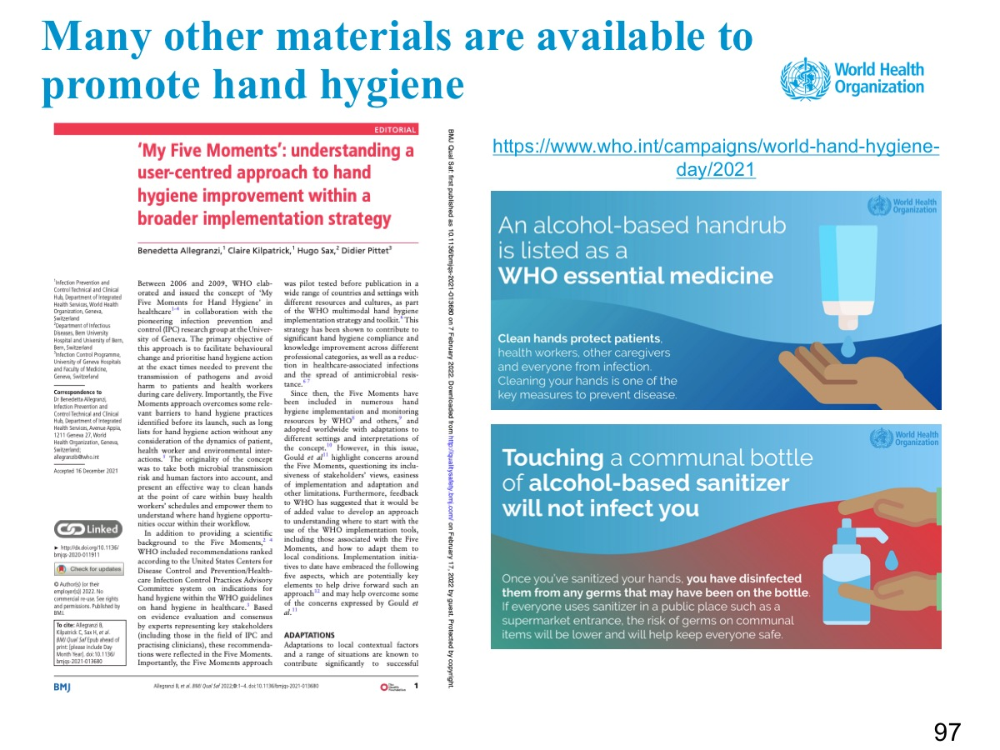 Many other materials are available to
promote hand hygiene
World Health
Organization
EDITORIAL
‘My Five Moments’: understanding a
user-centred approach to hand
hygiene improvement within a
broader implementation strategy
Benedetta Allegranzi,1 Claire Kilpatrick,1 Hugo Sax,2 Didier Pittet3
1Infection Prevention and
Control Technical and Clinical
Hub, Department of Integrated
Health Services, World Health
Organization, Geneva,
Switzerland
2Department of Infectious
Diseases, Bern University
Hospital and University of Bern,
Bern, Switzerland
3Infection Control Programme,
University of Geneva Hospitals
and Faculty of Medicine,
Geneva, Switzerland
Correspondence to
Dr Benedetta Allegranzi,
Infection Prevention and
Control Technical and Clinical
Hub, Department of Integrated
Health Services, Avenue Appia,
1211 Geneva 27, World
Health Organization, Geneva,
Switzerland;
allegranzib@who.int
Accepted 16 December 2021
Linked
► http://dx.doi.org/10.1136/
bmjqs-2020-011911
Check for updates
© Author(s) (or their
employer(s)) 2022. No
commercial re-use. See rights
and permissions. Published by
BMJ.
To cite: Allegranzi B,
Kilpatrick C, Sax H, et al.
BMJ Qual Saf Epub ahead of
print: [please include Day
Month Year]. doi:10.1136/
bmjqs-2021-013680
Between 2006 and 2009, WHO elab-
orated and issued the concept of ‘My
Five Moments for Hand Hygiene’ in
healthcare1–4 in collaboration with the
pioneering infection prevention and
control (IPC) research group at the Univer-
sity of Geneva. The primary objective of
this approach is to facilitate behavioural
change and prioritise hand hygiene action
at the exact times needed to prevent the
transmission of pathogens and avoid
harm to patients and health workers
during care delivery. Importantly, the Five
Moments approach overcomes some rele-
vant barriers to hand hygiene practices
identified before its launch, such as long
lists for hand hygiene action without any
consideration of the dynamics of patient,
health worker and environmental inter-
actions.3 The originality of the concept
was to take both microbial transmission
risk and human factors into account, and
present an effective way to clean hands
at the point of care within busy health
workers’ schedules and empower them to
understand where hand hygiene opportu-
nities occur within their workflow.
In addition to providing a scientific
background to the Five Moments,2 4
WHO included recommendations ranked
according to the United States Centers for
Disease Control and Prevention/Health-
care Infection Control Practices Advisory
Committee system on indications for
hand hygiene within the WHO guidelines
on hand hygiene in healthcare.3 Based
on evidence evaluation and consensus
by experts representing key stakeholders
(including those in the field of IPC and
practising clinicians), these recommenda-
tions were reflected in the Five Moments.
Importantly, the Five Moments approach
was pilot tested before publication in a
wide range of countries and settings with
different resources and cultures, as part
of the WHO multimodal hand hygiene
implementation strategy and toolkit.6 This
strategy has been shown to contribute to
significant hand hygiene compliance and
knowledge improvement across different
professional categories, as well as a reduc-
tion in healthcare-associated infections
and the spread of antimicrobial resis-
tance.6 7
Since then, the Five Moments have
been included in numerous hand
hygiene implementation and monitoring
resources by WHO8 and others,9 and
adopted worldwide with adaptations to
different settings and interpretations of
the concept.10 However, in this issue,
Gould et al11 highlight concerns around
the Five Moments, questioning its inclu-
siveness of stakeholders’ views, easiness
of implementation and adaptation and
other limitations. Furthermore, feedback
to WHO has suggested that it would be
of added value to develop an approach
to understanding where to start with the
use of the WHO implementation tools,
including those associated with the Five
Moments, and how to adapt them to
local conditions. Implementation initia-
tives to date have embraced the following
five aspects, which are potentially key
elements to help drive forward such an
approach12 and may help overcome some
of the concerns expressed by Gould et
al.11
ADAPTATIONS
Adaptations to local contextual factors
and a range of situations are known to
contribute significantly to successful
BMJ
Allegranzi B, et al. BMJ Qual Saf 2022;0:1–4. doi:10.1136/bmjqs-2021-013680
The Health Foundation
1
BMJ Qual Saf: first published as 10.1136/bmjqs-2021-013680 on 7 February 2022. Downloaded from http://qualitysafety.bmj.com/ on February 17, 2022 by guest. Protected by copyright.
https://www.who.int/campaigns/world-hand-hygiene-
day/2021
World Health
Organization
An alcohol-based handrub
is listed as a
WHO essential medicine
Clean hands protect patients,
health workers, other caregivers
and everyone from infection.
Cleaning your hands is one of the
key measures to prevent disease.
World Health
Organization
Touching a communal bottle
of alcohol-based sanitizer
will not infect you
Once you've sanitized your hands, you have disinfected
them from any germs that may have been on the bottle.
If everyone uses sanitizer in a public place such as a
supermarket entrance, the risk of germs on communal
items will be lower and will help keep everyone safe.
97